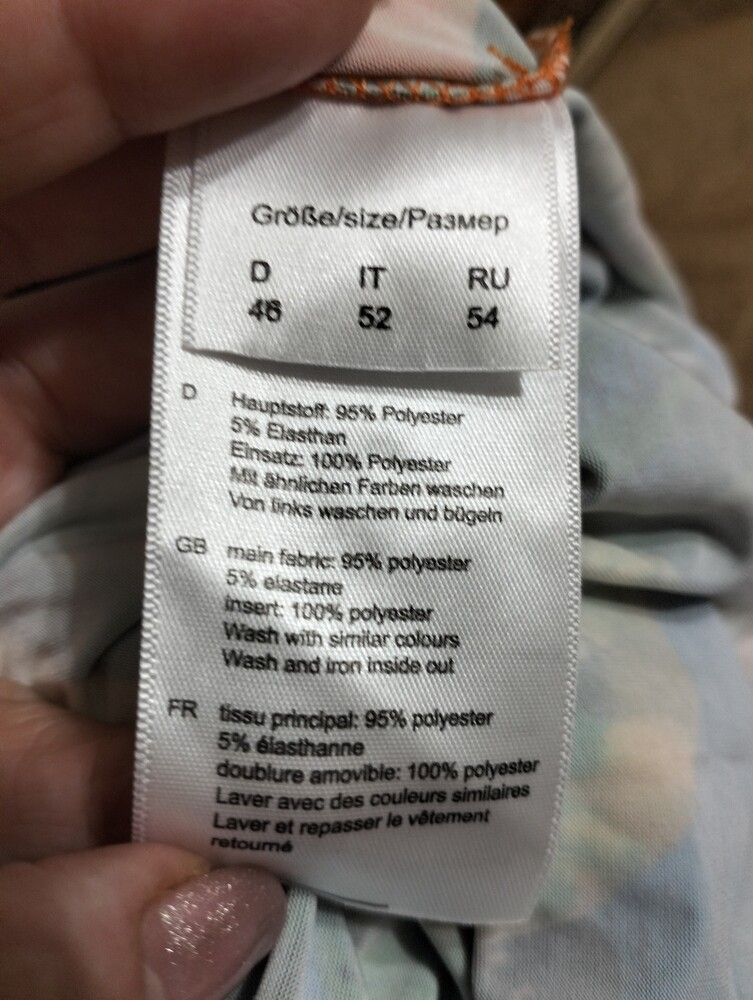 Größe/size/Размер
D IT RU
46 52 54
D Hauptstoff: 95% Polyester
5% Elasthan
Einsatz: 100% Polyester
Mit ähnlichen Farben waschen
Von links waschen und bügeln
GB main fabric: 95% polyester
5% elastane
insert: 100% polyester
Wash with similar colours
Wash and iron inside out
FR tissu principal: 95% polyester
5% élasthanne
doublure amovible: 100% polyester
Laver avec des couleurs similaires
Laver et repasser le vêtement
retourné